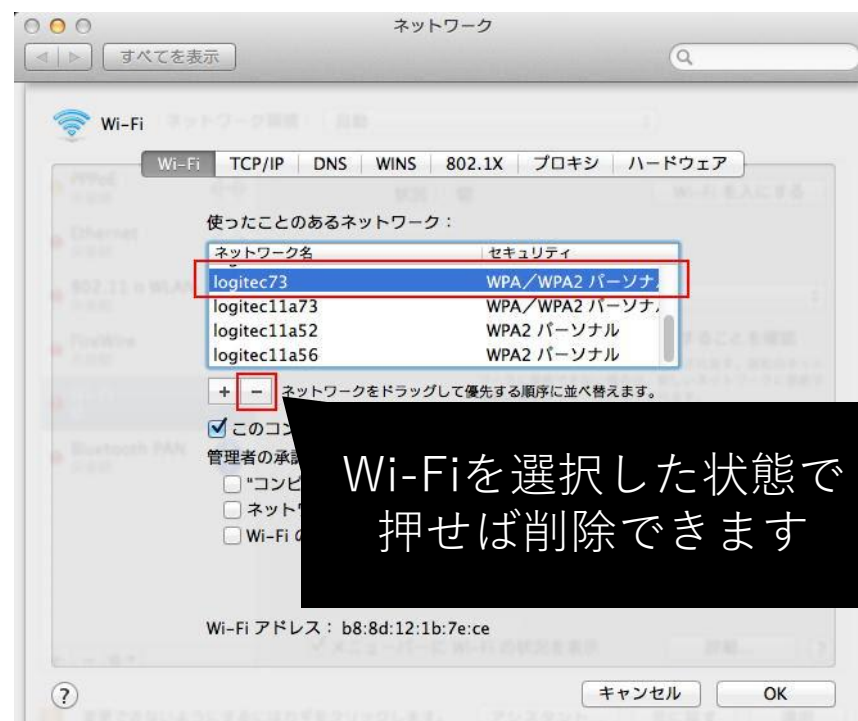 ネットワーク
すべてを表示
Wi-Fi
Wi-Fi TCP/IP DNS WINS 802.1X プロキシ ハードウェア
使ったことのあるネットワーク：
ネットワーク名 セキュリティ
logitec73 WPA／WPA2 パーソナル
logitec11a73 WPA／WPA2 パーソナル
logitec11a52 WPA2 パーソナル
logitec11a56 WPA2 パーソナル
+ − ネットワークをドラッグして優先する順序に並べ替えます。
このコン
管理者の承認
"コンピ
ネットワ
Wi-Fi の
Wi-Fiを選択した状態で
押せば削除できます
Wi-Fi アドレス： b8:8d:12:1b:7e:ce
? キャンセル OK